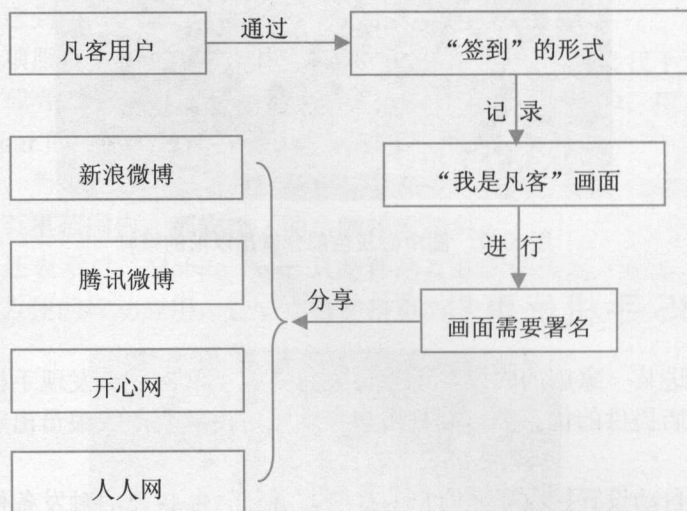 凡客用户
通过
“签到”的形式
记录
“我是凡客”画面
进行
画面需要署名
分享
新浪微博
腾讯微博
开心网
人人网